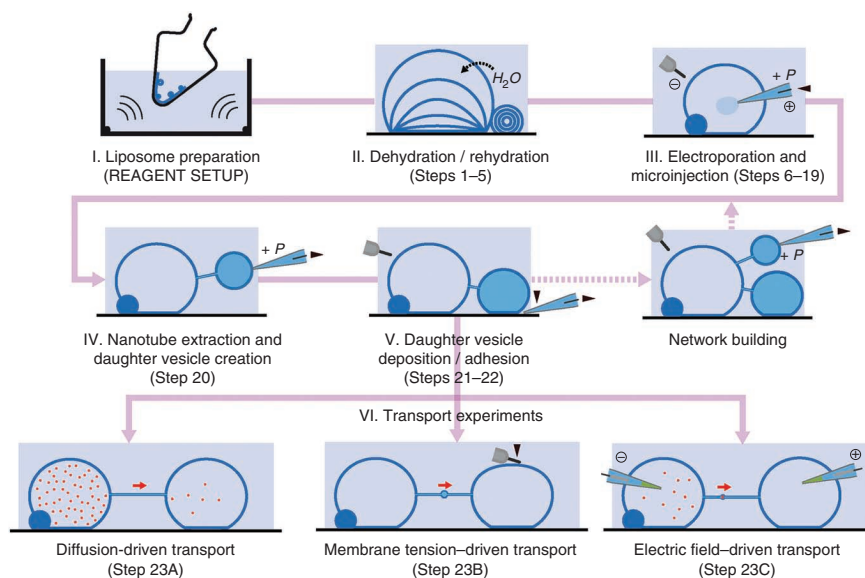 H2O
+ P
⊖
⊕
I. Liposome preparation
(REAGENT SETUP)
II. Dehydration / rehydration
(Steps 1–5)
III. Electroporation and
microinjection (Steps 6–19)
+ P
+ P
IV. Nanotube extraction and
daughter vesicle creation
(Step 20)
V. Daughter vesicle
deposition / adhesion
(Steps 21–22)
Network building
VI. Transport experiments
⊖
⊕
Diffusion-driven transport
(Step 23A)
Membrane tension–driven transport
(Step 23B)
Electric field–driven transport
(Step 23C)